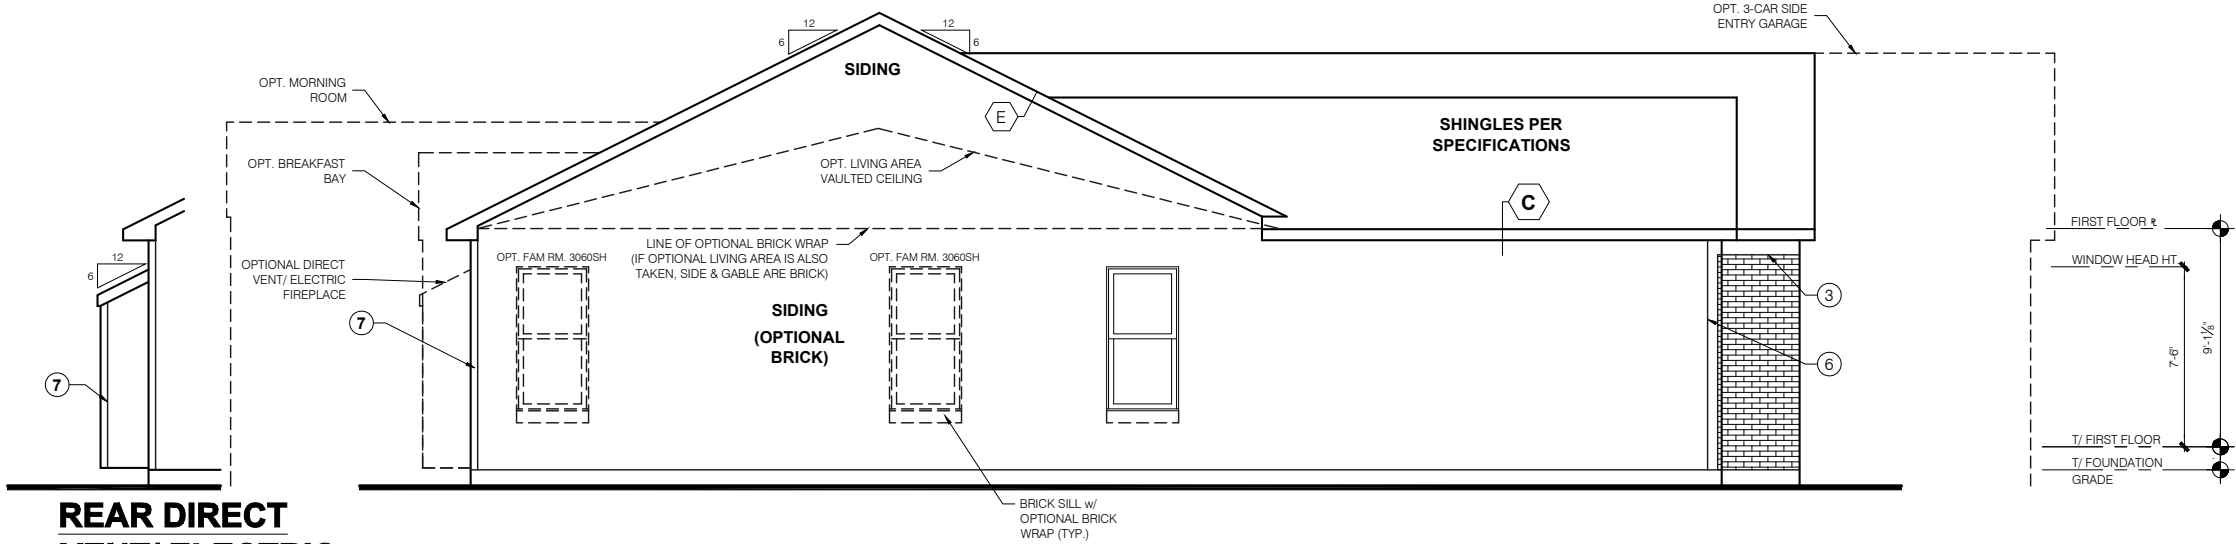 OPT. 3-CAR SIDE
ENTRY GARAGE
12
6
12
6
SIDING
OPT. MORNING
ROOM
E
SHINGLES PER
SPECIFICATIONS
OPT. BREAKFAST
BAY
OPT. LIVING AREA
VAULTED CEILING
C
FIRST FLOOR
LINE OF OPTIONAL BRICK WRAP
(IF OPTIONAL LIVING AREA IS ALSO
TAKEN, SIDE & GABLE ARE BRICK)
OPT. FAM RM. 3060SH
OPT. FAM RM. 3060SH
12
6
OPTIONAL DIRECT
VENT/ ELECTRIC
FIREPLACE
WINDOW HEAD HT
3
SIDING
(OPTIONAL
BRICK)
7
7
6
7'-6"
9'-1⅛"
T/ FIRST FLOOR
T/ FOUNDATION
GRADE
BRICK SILL w/
OPTIONAL BRICK
WRAP (TYP.)
REAR DIRECT
VENT/ ELECTRIC